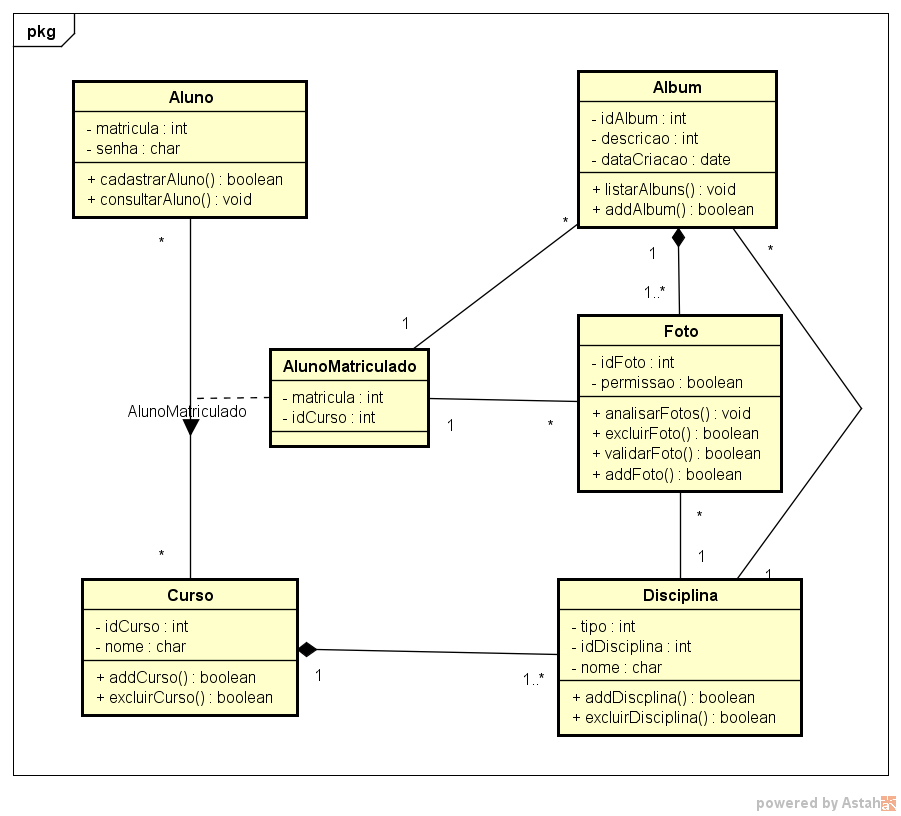 pkg
Aluno
- matricula : int
- senha : char
+ cadastrarAluno() : boolean
+ consultarAluno() : void
Album
- idAlbum : int
- descricao : int
- dataCriacao : date
+ listarAlbuns() : void
+ addAlbum() : boolean
*
*
1
*
1..*
1
Foto
- idFoto : int
- permissao : boolean
+ analisarFotos() : void
+ excluirFoto() : boolean
+ validarFoto() : boolean
+ addFoto() : boolean
AlunoMatriculado
- matricula : int
- idCurso : int
AlunoMatriculado
1
*
*
1
*
1
Curso
- idCurso : int
- nome : char
+ addCurso() : boolean
+ excluirCurso() : boolean
1
1..*
Disciplina
- tipo : int
- idDisciplina : int
- nome : char
+ addDiscplina() : boolean
+ excluirDisciplina() : boolean
powered by Astah